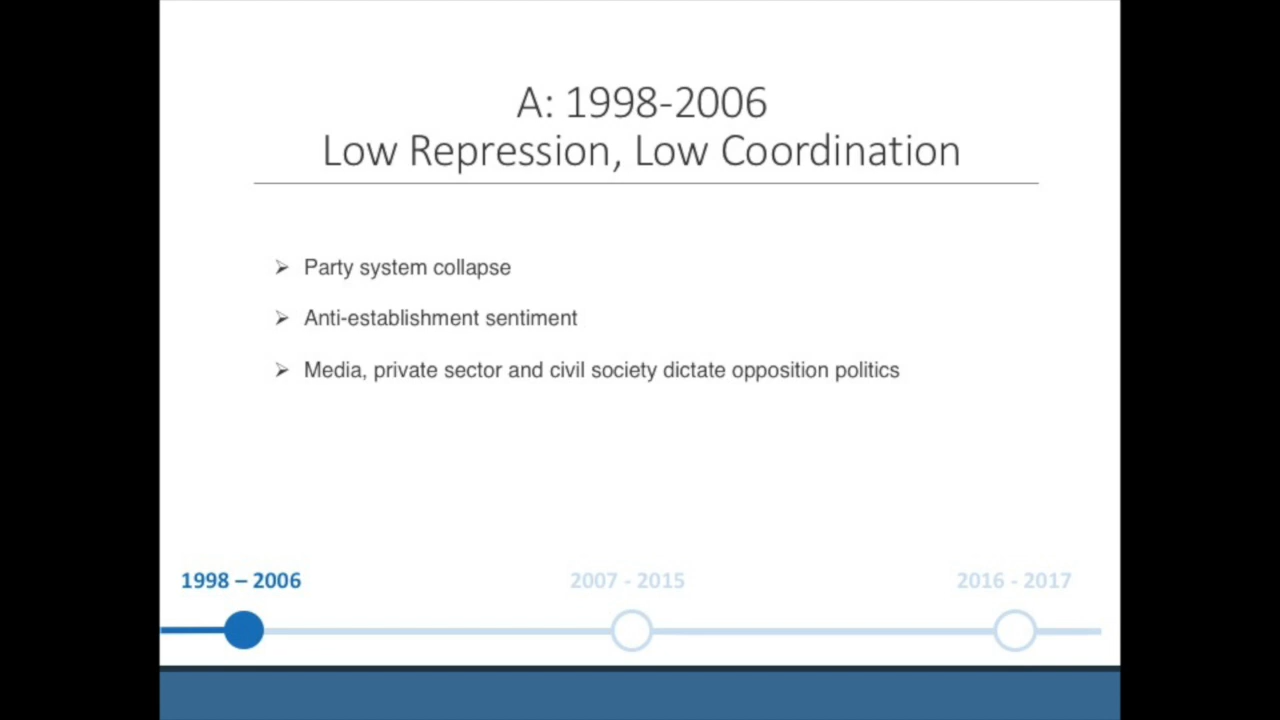 A: 1998-2006
Low Repression, Low Coordination
➢ Party system collapse
➢ Anti-establishment sentiment
➢ Media, private sector and civil society dictate opposition politics
1998 – 2006
2007 - 2015
2016 - 2017